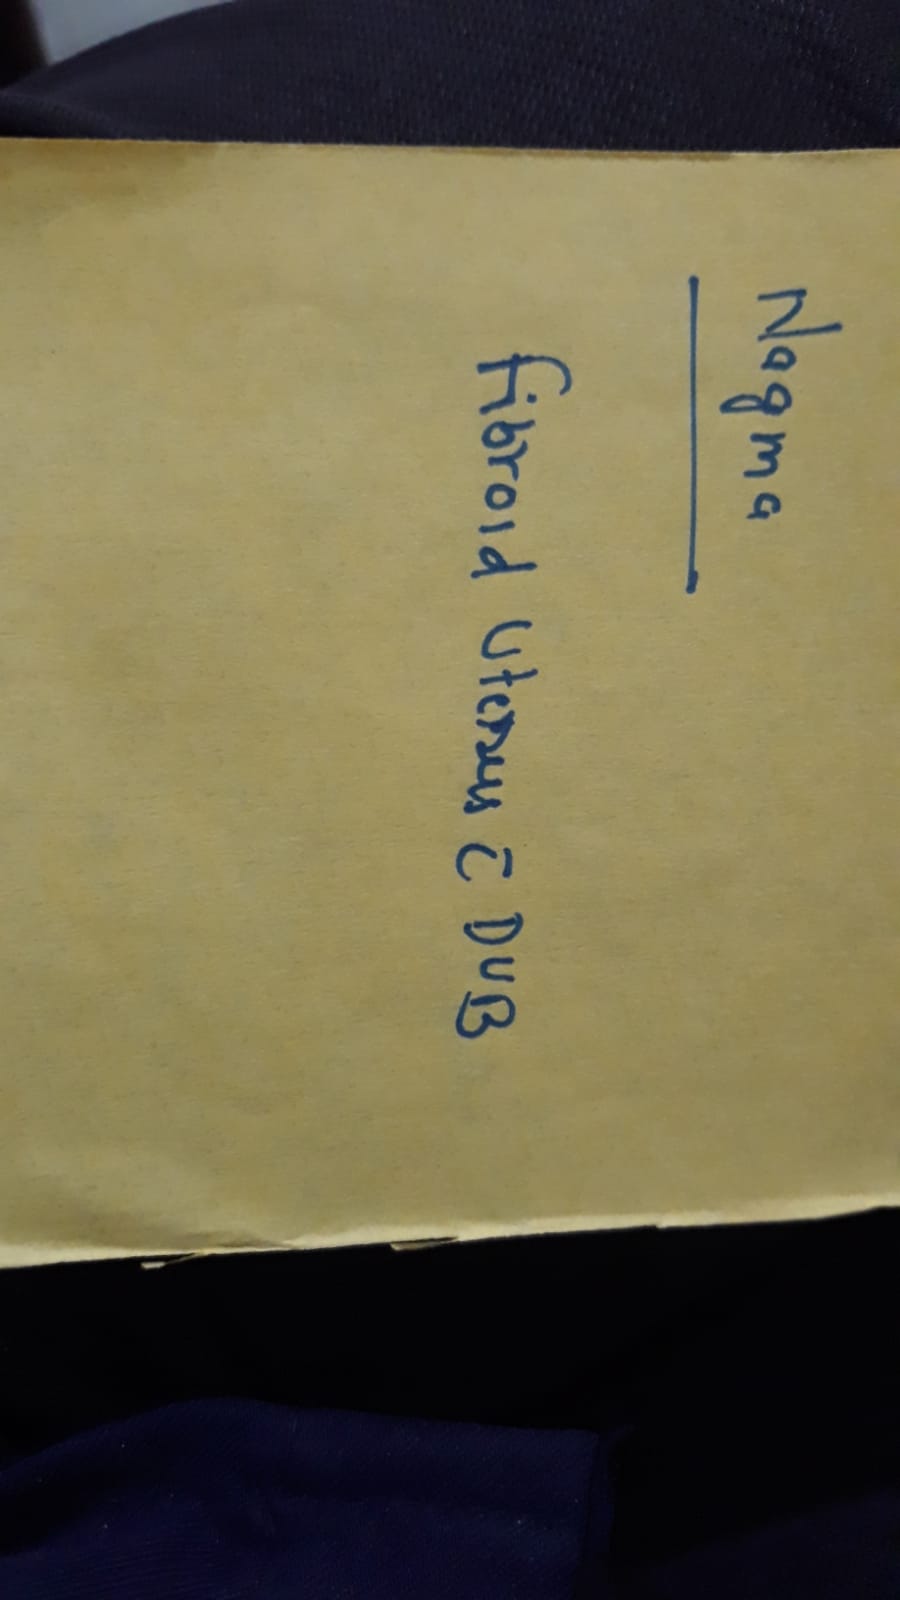 Nagma
fibroid Uterus c̄ DUB